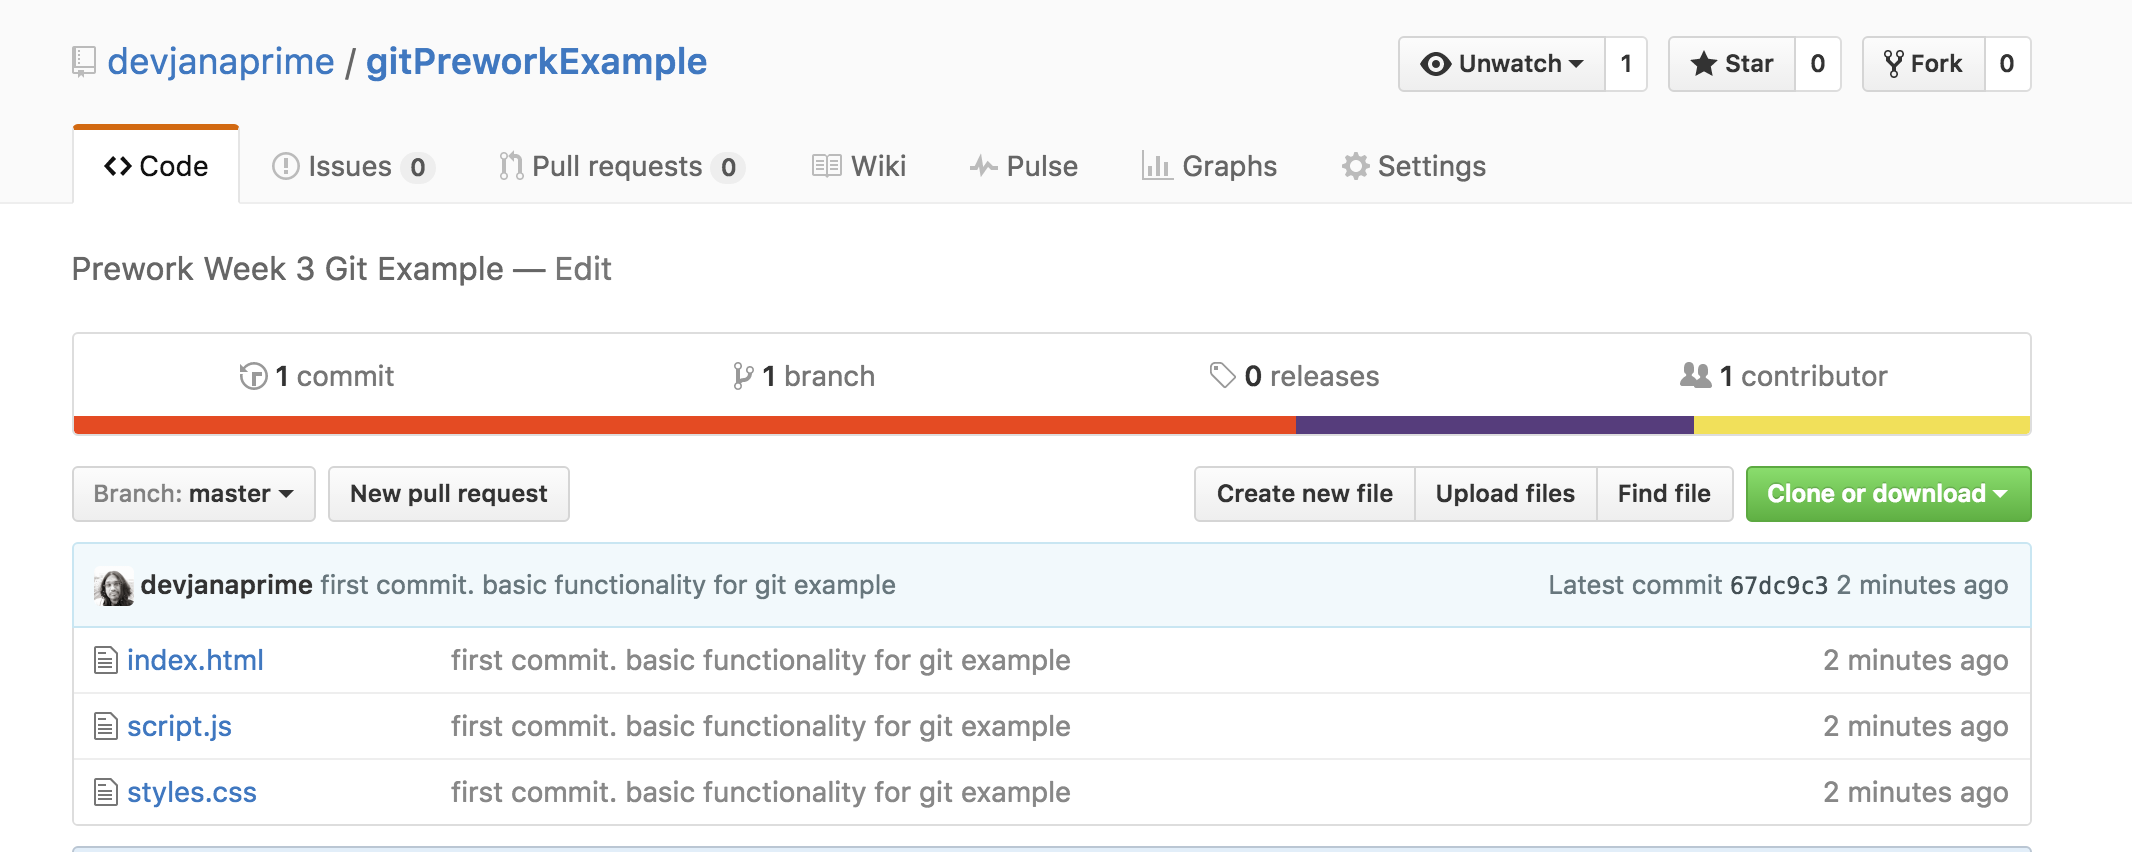 devjanaprime / gitPreworkExample
Unwatch 1 Star 0 Fork 0
Code Issues 0 Pull requests 0 Wiki Pulse Graphs Settings
Prework Week 3 Git Example — Edit
1 commit 1 branch 0 releases 1 contributor
Branch: master New pull request Create new file Upload files Find file Clone or download
devjanaprime first commit. basic functionality for git example Latest commit 67dc9c3 2 minutes ago
index.html first commit. basic functionality for git example 2 minutes ago
script.js first commit. basic functionality for git example 2 minutes ago
styles.css first commit. basic functionality for git example 2 minutes ago